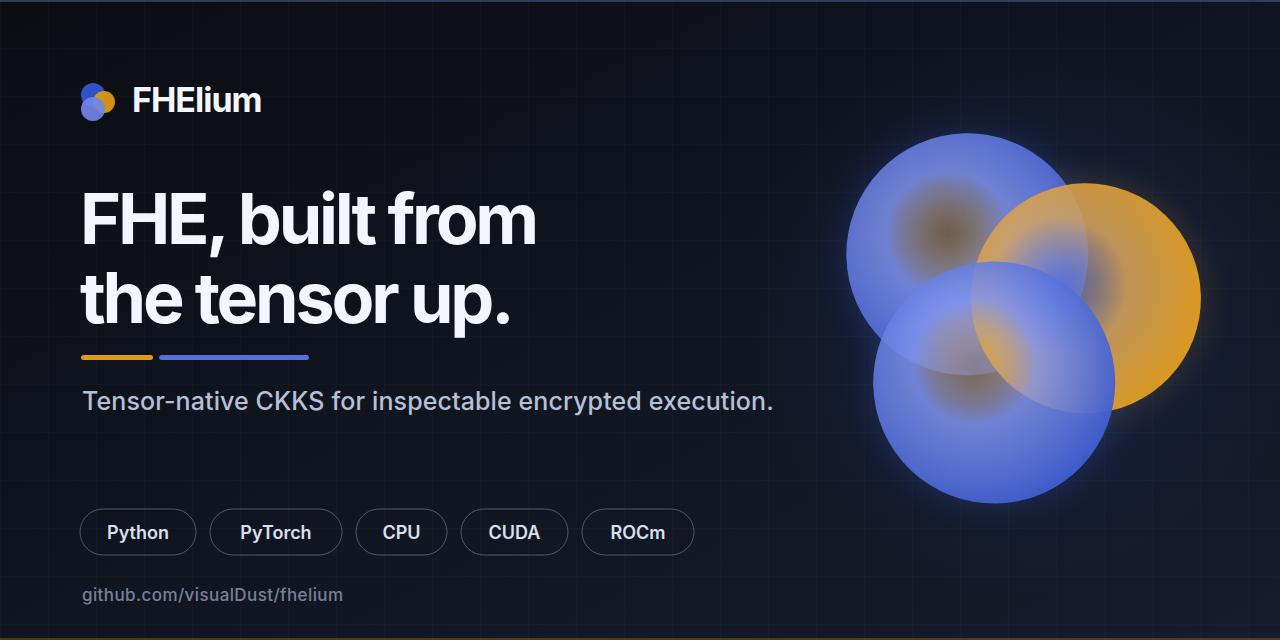 FHElium
FHE, built from
the tensor up.
Tensor-native CKKS for inspectable encrypted execution.
Python PyTorch CPU CUDA ROCm
github.com/visualDust/fhelium